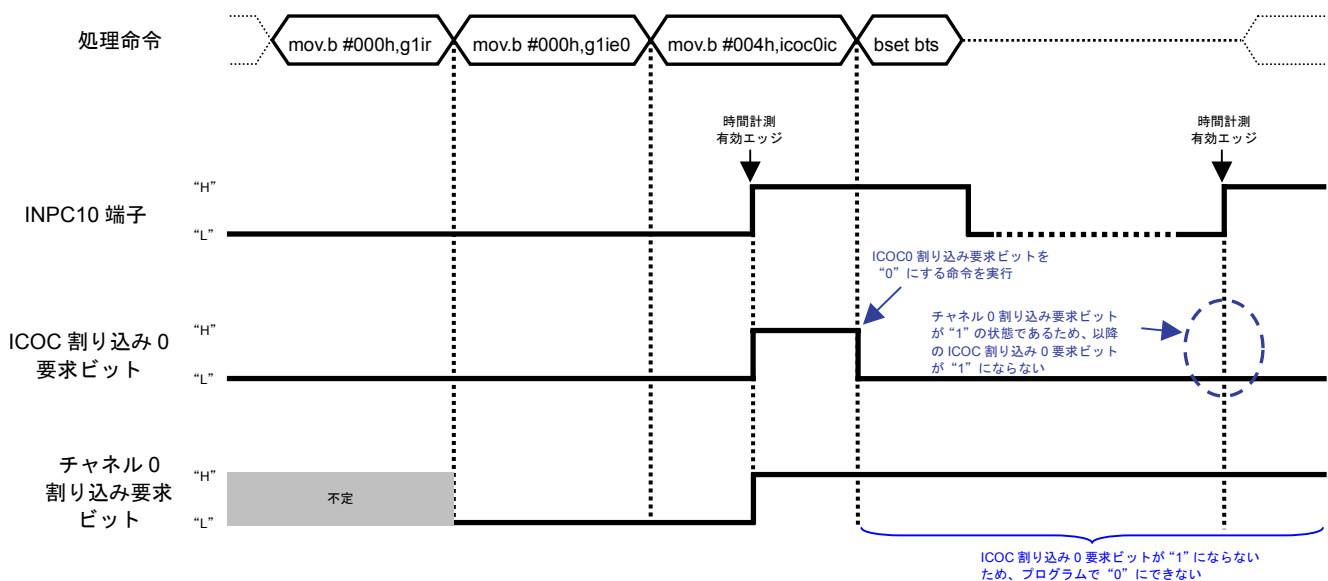 処理命令
mov.b #000h,g1ir
mov.b #000h,g1ie0
mov.b #004h,icoc0ic
bset bts
時間計測
有効エッジ
時間計測
有効エッジ
INPC10 端子
“H”
“L”
ICOC0 割り込み要求ビットを
“0” にする命令を実行
チャネル 0 割り込み要求ビット
が “1” の状態であるため、以降
の ICOC 割り込み 0 要求ビット
が “1” にならない
ICOC 割り込み 0
要求ビット
“H”
“L”
チャネル 0
割り込み要求
ビット
“H”
“L”
不定
ICOC 割り込み 0 要求ビットが “1” にならない
ため、プログラムで “0” にできない